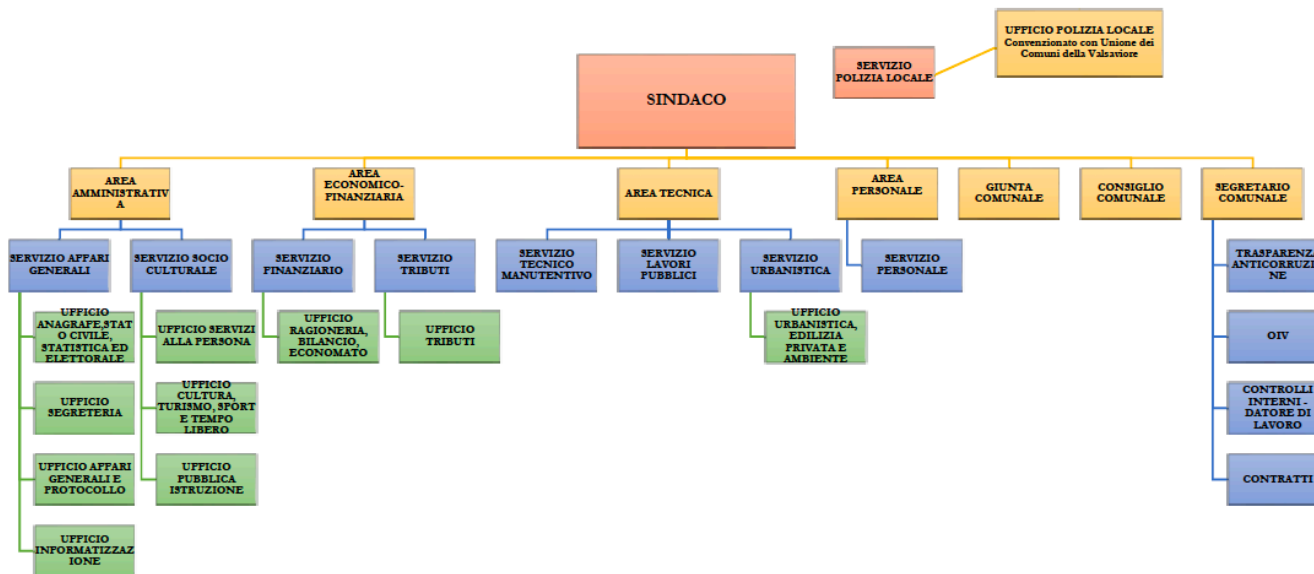 UFFICIO POLIZIA LOCALE
Convenzionato con Unione dei
Comuni della Valsaviore
SERVIZIO
POLIZIA LOCALE
SINDACO
AREA
AMMINISTRATIV
A
AREA
ECONOMICO-
FINANZIARIA
AREA TECNICA
AREA
PERSONALE
GIUNTA
COMUNALE
CONSIGLIO
COMUNALE
SEGRETARIO
COMUNALE
SERVIZIO AFFARI
GENERALI
SERVIZIO SOCIO
CULTURALE
SERVIZIO
FINANZIARIO
SERVIZIO
TRIBUTI
SERVIZIO
TECNICO
MANUTENTIVO
SERVIZIO
LAVORI
PUBBLICI
SERVIZIO
URBANISTICA
SERVIZIO
PERSONALE
TRASPARENZA
ANTICORRUZI
NE
UFFICIO
ANAGRAFE,STAT
O CIVILE,
STATISTICA ED
ELETTORALE
UFFICIO SERVIZI
ALLA PERSONA
UFFICIO
RAGIONERIA,
BILANCIO,
ECONOMATO
UFFICIO
TRIBUTI
UFFICIO
URBANISTICA,
EDILIZIA
PRIVATA E
AMBIENTE
OIV
UFFICIO
SEGRETERIA
UFFICIO
CULTURA,
TURISMO, SPORT
E TEMPO
LIBERO
CONTROLLI
INTERNI -
DATORE DI
LAVORO
UFFICIO AFFARI
GENERALI E
PROTOCOLLO
UFFICIO
PUBBLICA
ISTRUZIONE
CONTRATTI
UFFICIO
INFORMATIZZAZ
IONE